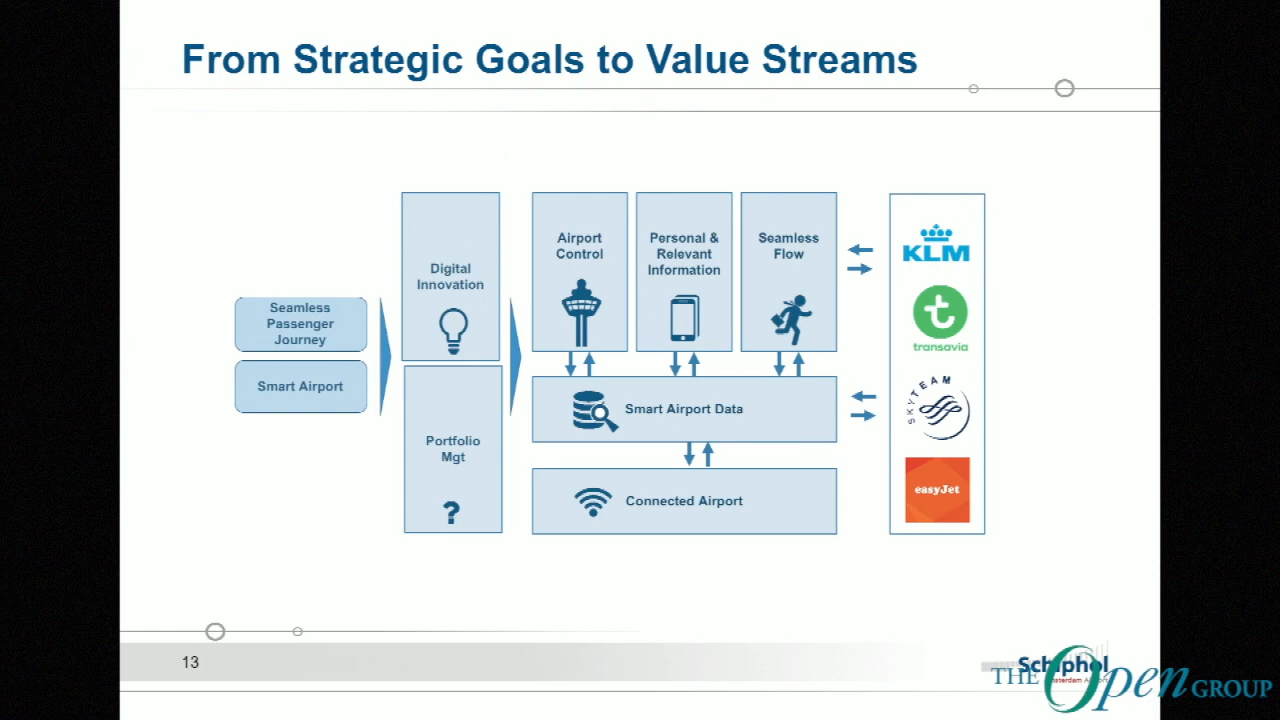 From Strategic Goals to Value Streams
Seamless
Passenger
Journey
Smart Airport
Digital
Innovation
Portfolio
Mgt
?
Airport
Control
Personal &
Relevant
Information
Seamless
Flow
Smart Airport Data
Connected Airport
KLM
transavia
SKYTEAM
easyJet
13
Schiphol
Amsterdam Airport
THE Open GROUP